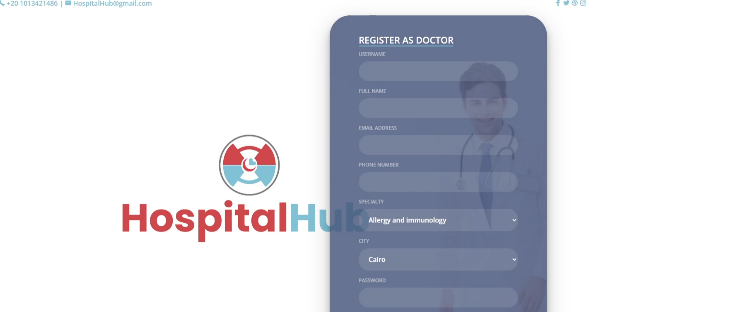 +20 1013421486 | HospitalHub@gmail.com
REGISTER AS DOCTOR
USERNAME
FULL NAME
EMAIL ADDRESS
PHONE NUMBER
SPECIALTY
Allergy and immunology
CITY
Cairo
PASSWORD
HospitalHub